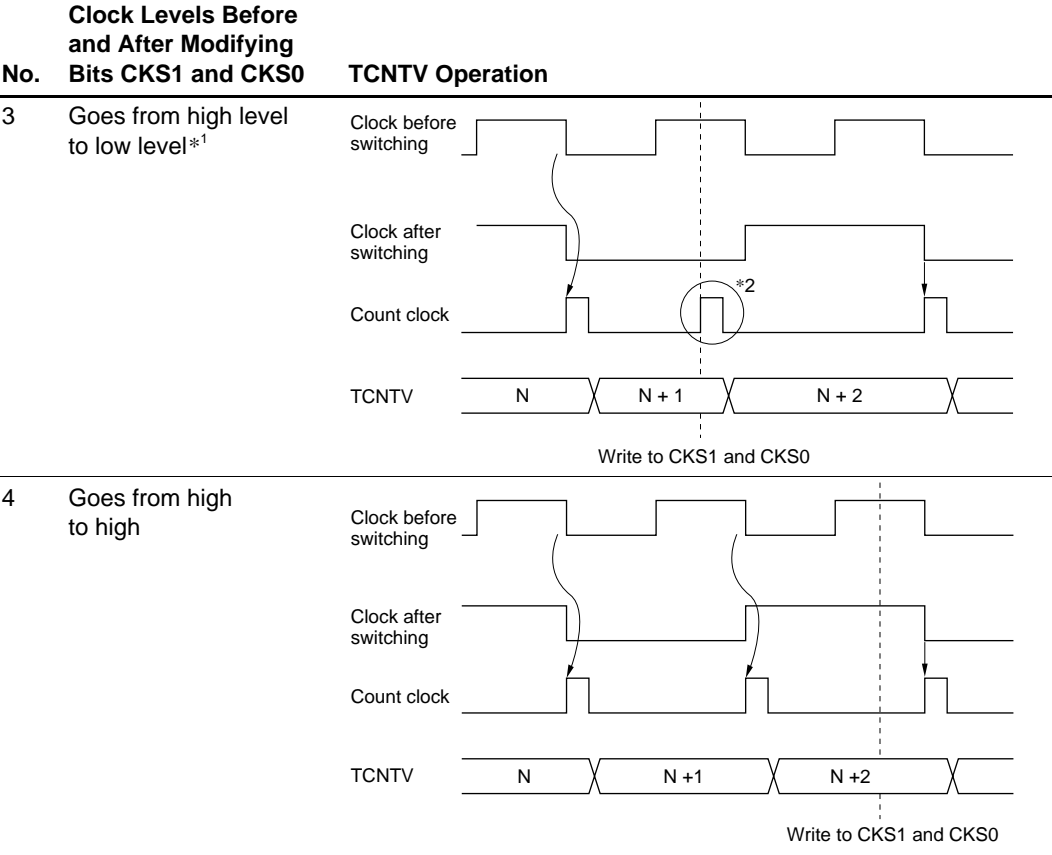 Clock Levels Before
and After Modifying
No. Bits CKS1 and CKS0 TCNTV Operation
3 Goes from high level
to low level*1
Clock before
switching
Clock after
switching
*2
Count clock
TCNTV N N + 1 N + 2
Write to CKS1 and CKS0
4 Goes from high
to high
Clock before
switching
Clock after
switching
Count clock
TCNTV N N +1 N +2
Write to CKS1 and CKS0